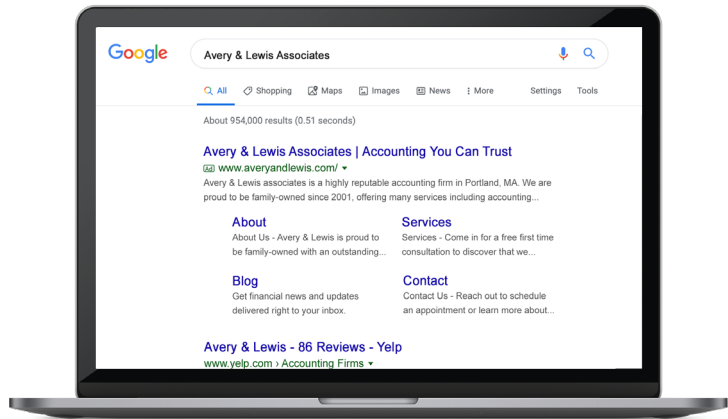 Google
Avery & Lewis Associates
All Shopping Maps Images News More Settings Tools
About 954,000 results (0.51 seconds)
Avery & Lewis Associates | Accounting You Can Trust
Ad www.averyandlewis.com/
Avery & Lewis associates is a highly reputable accounting firm in Portland, MA. We are
proud to be family-owned since 2001, offering many services including accounting...
About
About Us - Avery & Lewis is proud to
be family-owned with an outstanding...
Services
Services - Come in for a free first time
consultation to discover that we...
Blog
Get financial news and updates
delivered right to your inbox.
Contact
Contact Us - Reach out to schedule
an appointment or learn more about...
Avery & Lewis - 86 Reviews - Yelp
www.yelp.com › Accounting Firms